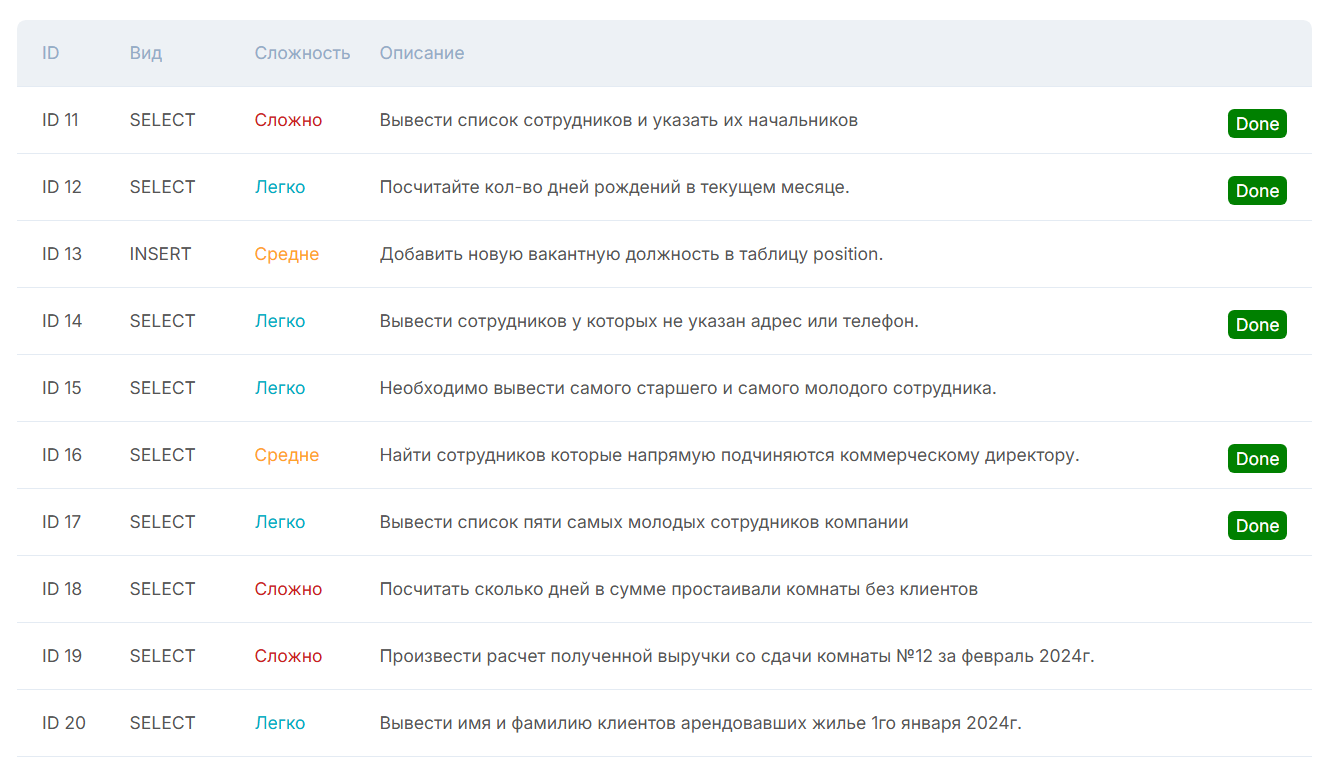 ID Вид Сложность Описание
ID 11 SELECT Сложно Вывести список сотрудников и указать их начальников Done
ID 12 SELECT Легко Посчитайте кол-во дней рождений в текущем месяце. Done
ID 13 INSERT Средне Добавить новую вакантную должность в таблицу position.
ID 14 SELECT Легко Вывести сотрудников у которых не указан адрес или телефон. Done
ID 15 SELECT Легко Необходимо вывести самого старшего и самого молодого сотрудника.
ID 16 SELECT Средне Найти сотрудников которые напрямую подчиняются коммерческому директору. Done
ID 17 SELECT Легко Вывести список пяти самых молодых сотрудников компании Done
ID 18 SELECT Сложно Посчитать сколько дней в сумме простаивали комнаты без клиентов
ID 19 SELECT Сложно Произвести расчет полученной выручки со сдачи комнаты №12 за февраль 2024г.
ID 20 SELECT Легко Вывести имя и фамилию клиентов арендовавших жилье 1го января 2024г.